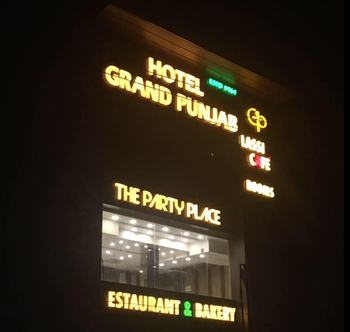 HOTEL
GRAND PUNJAB
LASSI
CAFE
ROOMS
THE PARTY PLACE
ESTAURANT & BAKERY